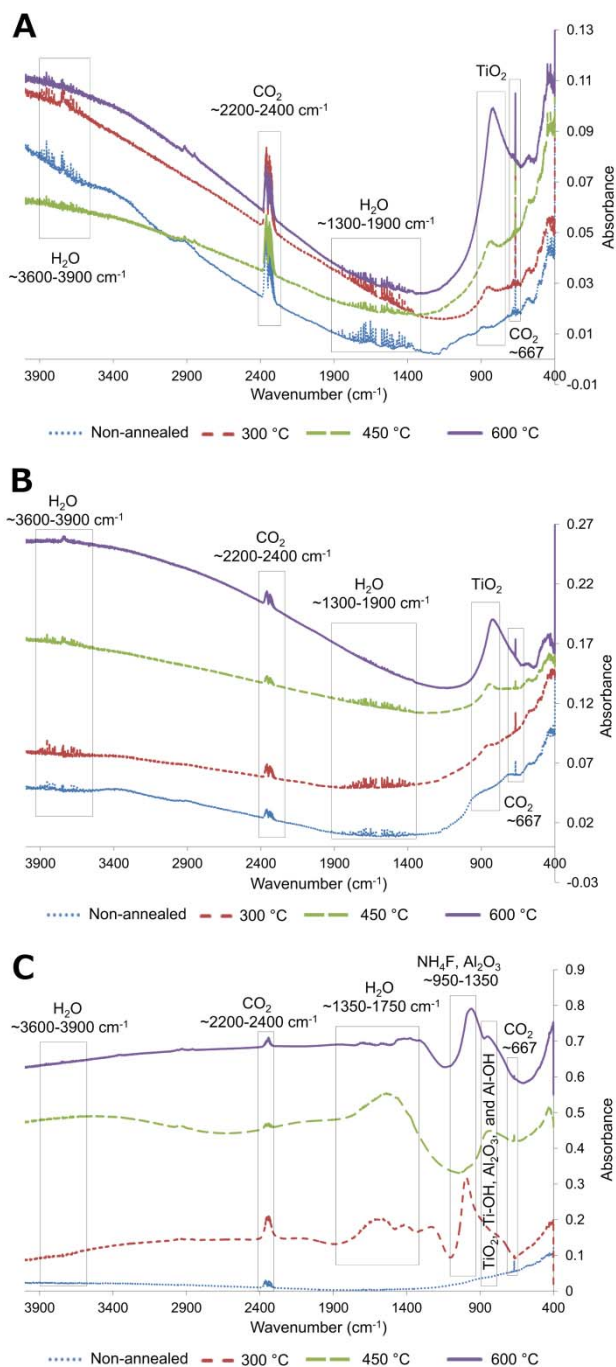 A
0.13
TiO₂
CO₂
~2200-2400 cm⁻¹
0.11
0.09
H₂O
~1300-1900 cm⁻¹
0.07
Absorbance
H₂O
~3600-3900 cm⁻¹
0.05
0.03
CO₂
~667
0.01
-0.01
3900 3400 2900 2400 1900 1400 900 400
Wavenumber (cm⁻¹)
Non-annealed 300 °C 450 °C 600 °C
B
0.27
H₂O
~3600-3900 cm⁻¹
CO₂
~2200-2400 cm⁻¹
H₂O
~1300-1900 cm⁻¹
TiO₂
0.22
0.17
Absorbance
0.12
0.07
CO₂
~667
0.02
-0.03
3900 3400 2900 2400 1900 1400 900 400
Wavenumber (cm⁻¹)
Non-annealed 300 °C 450 °C 600 °C
C
NH₄F, Al₂O₃
~950-1350
0.9
H₂O
~3600-3900 cm⁻¹
CO₂
~2200-2400 cm⁻¹
H₂O
~1350-1750 cm⁻¹
CO₂
~667
0.8
0.7
0.6
0.5
Absorbance
TiO₂, Ti-OH, Al₂O₃, and Al-OH
0.4
0.3
0.2
0.1
0
3900 3400 2900 2400 1900 1400 900 400
Wavenumber (cm⁻¹)
Non-annealed 300 °C 450 °C 600 °C